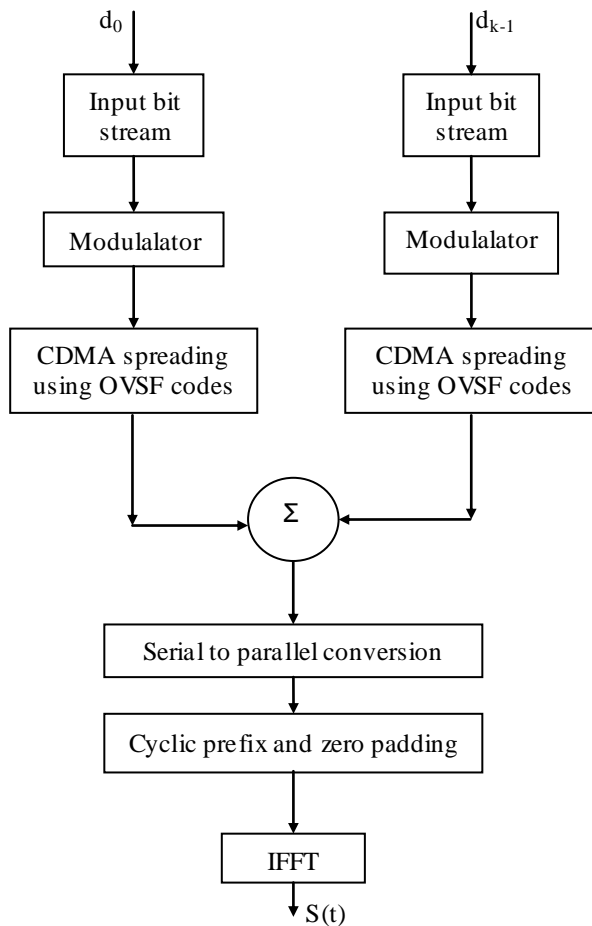 d0
dk-1
Input bit
stream
Input bit
stream
Modulalator
Modulalator
CDMA spreading
using OVSF codes
CDMA spreading
using OVSF codes
Σ
Serial to parallel conversion
Cyclic prefix and zero padding
IFFT
S(t)